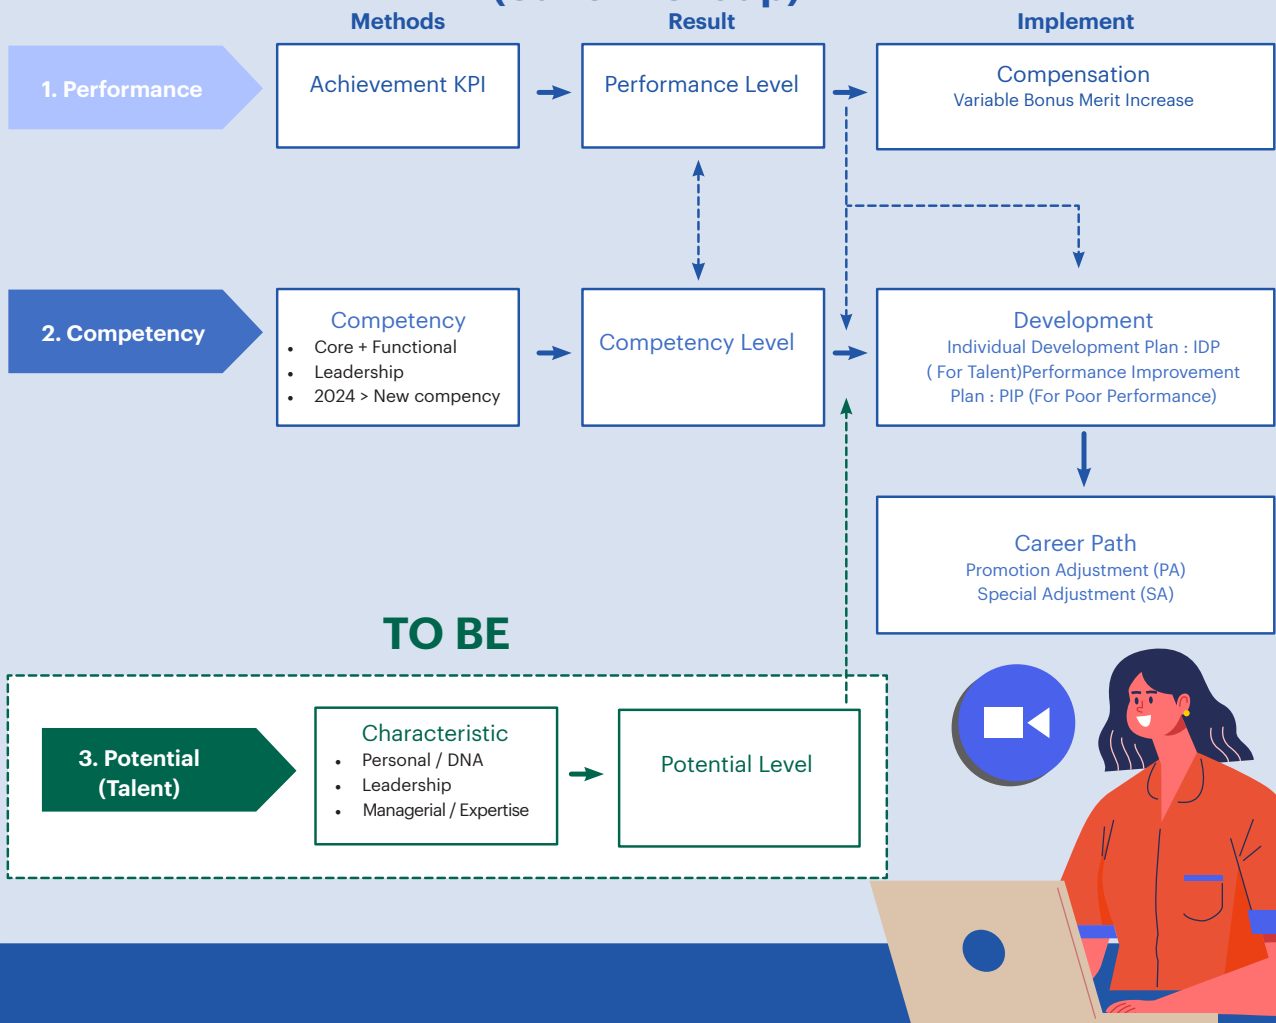 Methods
Result
Implement
1. Performance
Achievement KPI
Performance Level
Compensation
Variable Bonus Merit Increase
2. Competency
Competency
• Core + Functional
• Leadership
• 2024 > New compency
Competency Level
Development
Individual Development Plan : IDP
( For Talent)Performance Improvement
Plan : PIP (For Poor Performance)
Career Path
Promotion Adjustment (PA)
Special Adjustment (SA)
TO BE
3. Potential
(Talent)
Characteristic
• Personal / DNA
• Leadership
• Managerial / Expertise
Potential Level